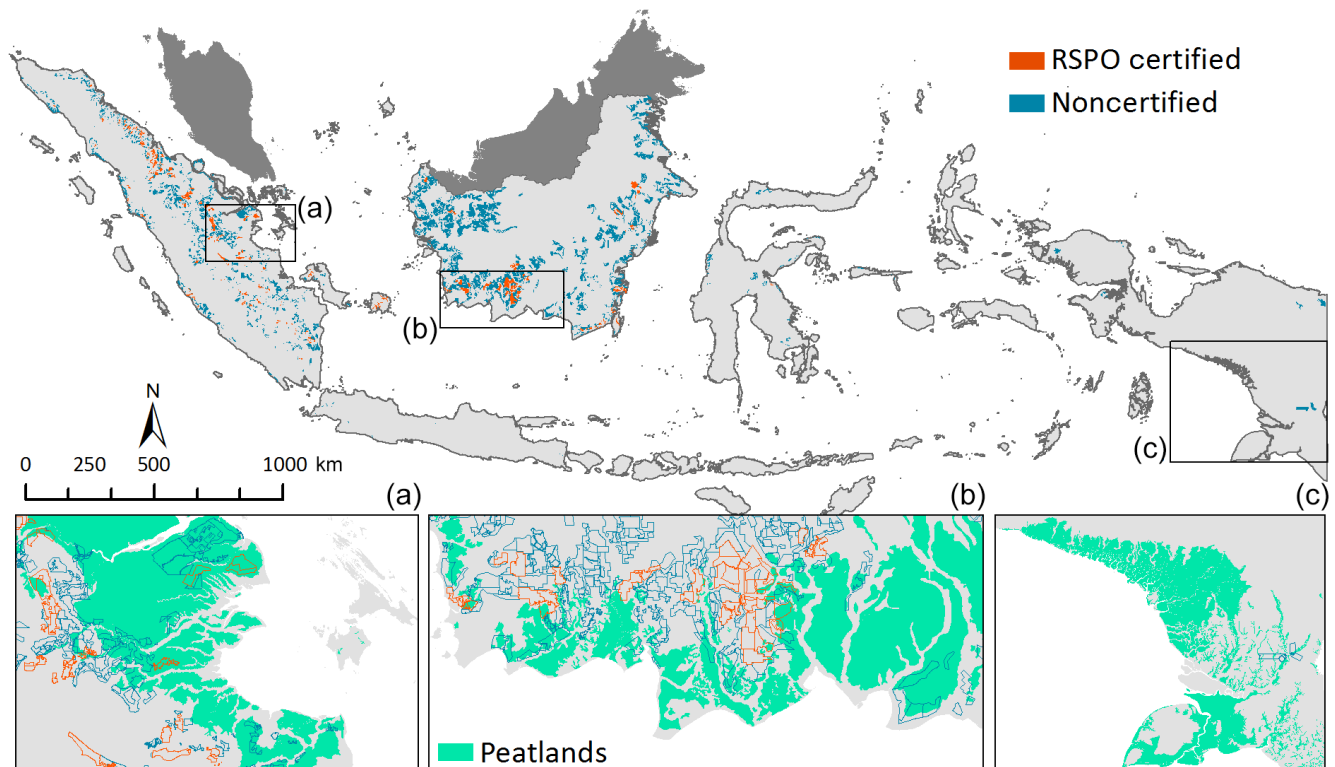 RSPO certified
Noncertified
(a)
(b)
N
(c)
0 250 500 1000 km
(a)
(b)
(c)
Peatlands